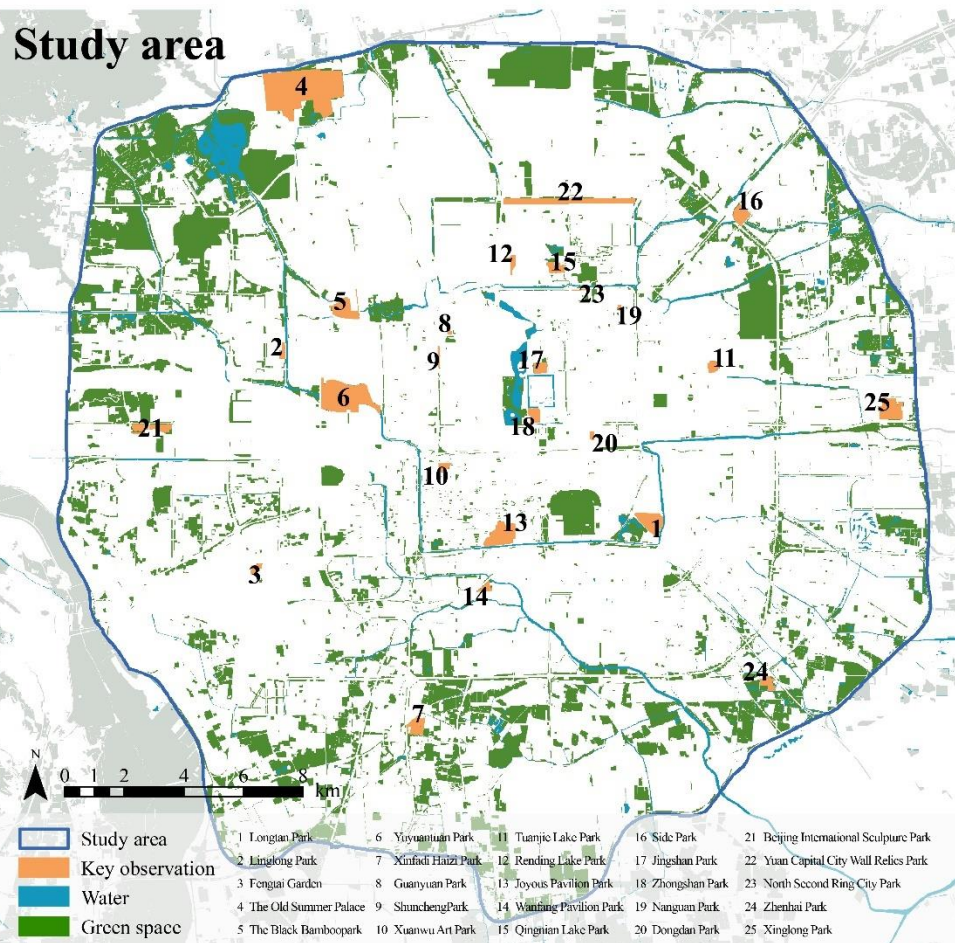 Study area
4
22
16
12
15
23
5
19
8
2
9
17
11
6
25
18
21
20
10
13
1
3
14
24
7
N
0 1 2 4 6 8
km
Study area
Key observation
Water
Green space
1 Longtan Park
2 Linglong Park
3 Fengtai Garden
4 The Old Summer Palace
5 The Black Bamboopark
6 Yuyuantuan Park
7 Xinfadi Haizi Park
8 Guanyuan Park
9 ShunchengPark
10 Xuanwu Art Park
11 Tuanjie Lake Park
12 Rending Lake Park
13 Joyous Pavilion Park
14 Wanfang Pavilion Park
15 Qingnian Lake Park
16 Side Park
17 Jingshan Park
18 Zhongshan Park
19 Nanguan Park
20 Dongdan Park
21 Beijing International Sculpture Park
22 Yuan Capital City Wall Relics Park
23 North Second Ring City Park
24 Zhenhai Park
25 Xinglong Park